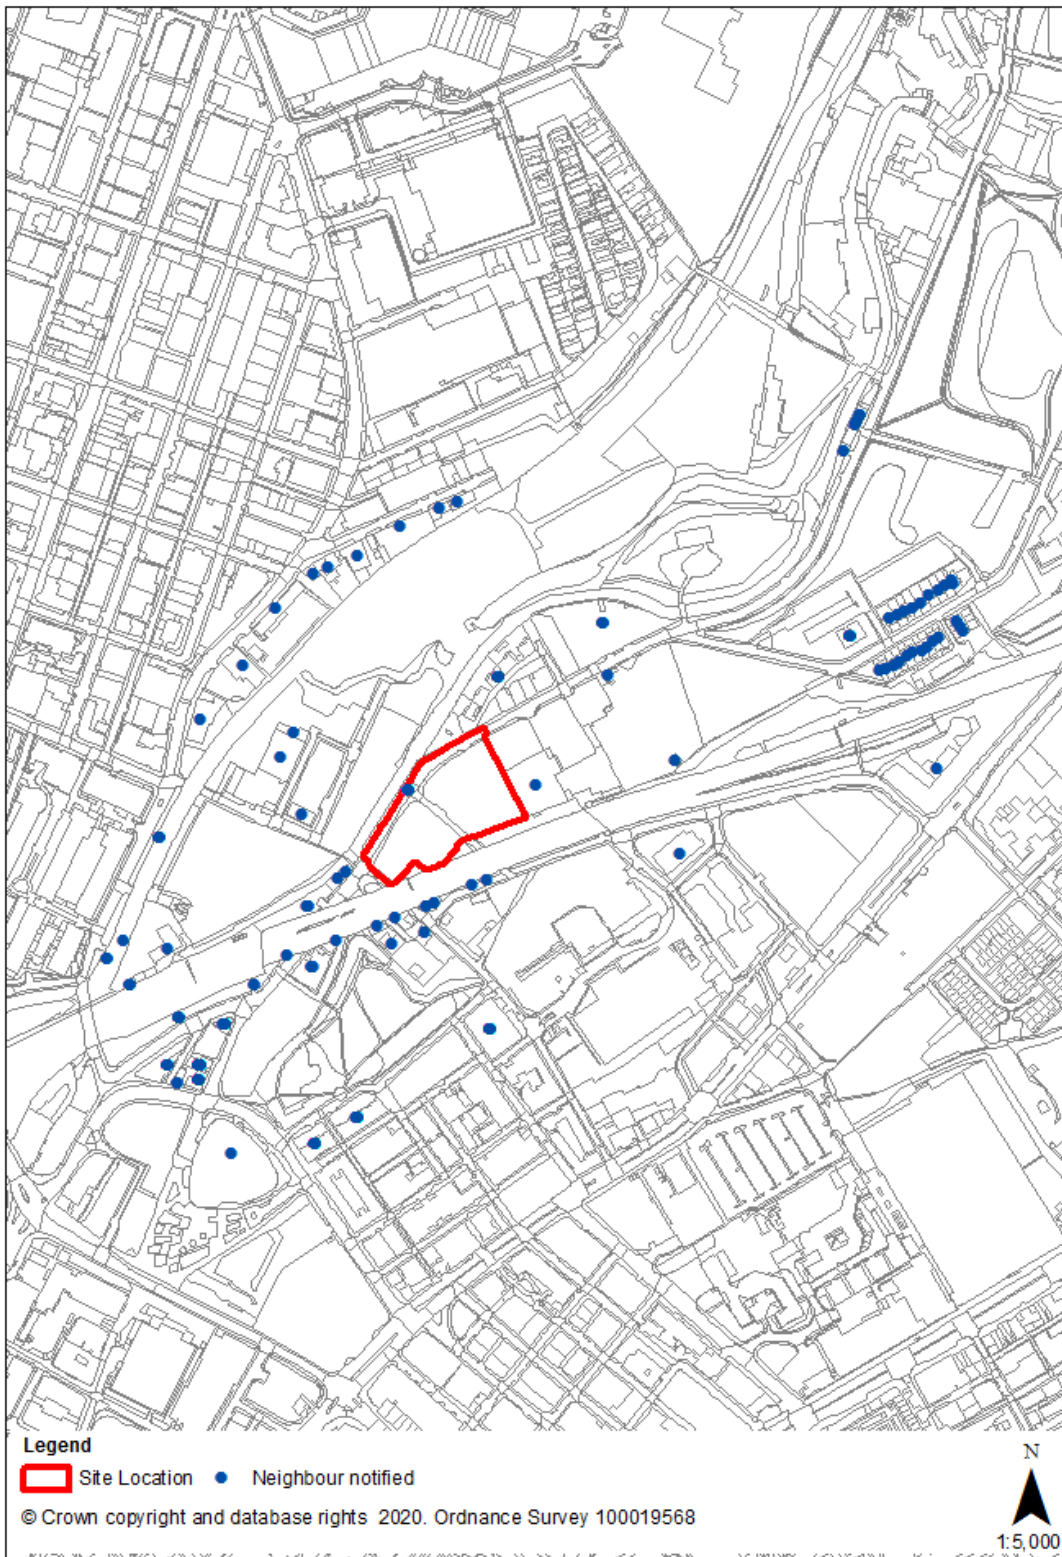 Legend
Site Location
Neighbour notified
© Crown copyright and database rights 2020. Ordnance Survey 100019568
N
1:5,000